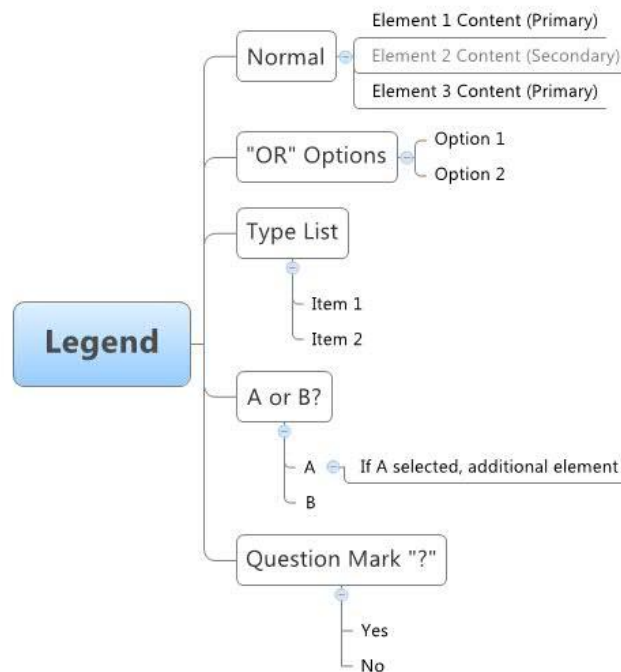 Legend
Normal
Element 1 Content (Primary)
Element 2 Content (Secondary)
Element 3 Content (Primary)
"OR" Options
Option 1
Option 2
Type List
Item 1
Item 2
A or B?
A
If A selected, additional element
B
Question Mark "?"
Yes
No